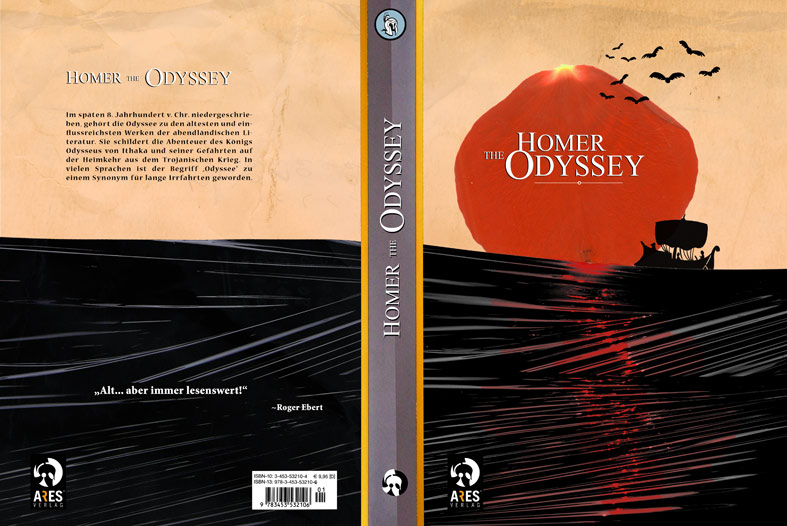 HOMER THE ODYSSEY
Im späten 8. Jahrhundert v. Chr. niedergeschrie-
ben, gehört die Odyssee zu den ältesten und ein-
flussreichsten Werken der abendländischen Li-
teratur. Sie schildert die Abenteuer des Königs
Odysseus von Ithaka und seiner Gefährten auf
der Heimkehr aus dem Trojanischen Krieg. In
vielen Sprachen ist der Begriff „Odyssee“ zu
einem Synonym für lange Irrfahrten geworden.
„Alt... aber immer lesenswert!“
~Roger Ebert
ARES
VERLAG
ISBN-10: 3-453-53210-4 € 9,95 [D]
ISBN-13: 978-3-453-53210-6
01
9 783453 532106
HOMER THE ODYSSEY
HOMER
THE ODYSSEY
ARES
VERLAG